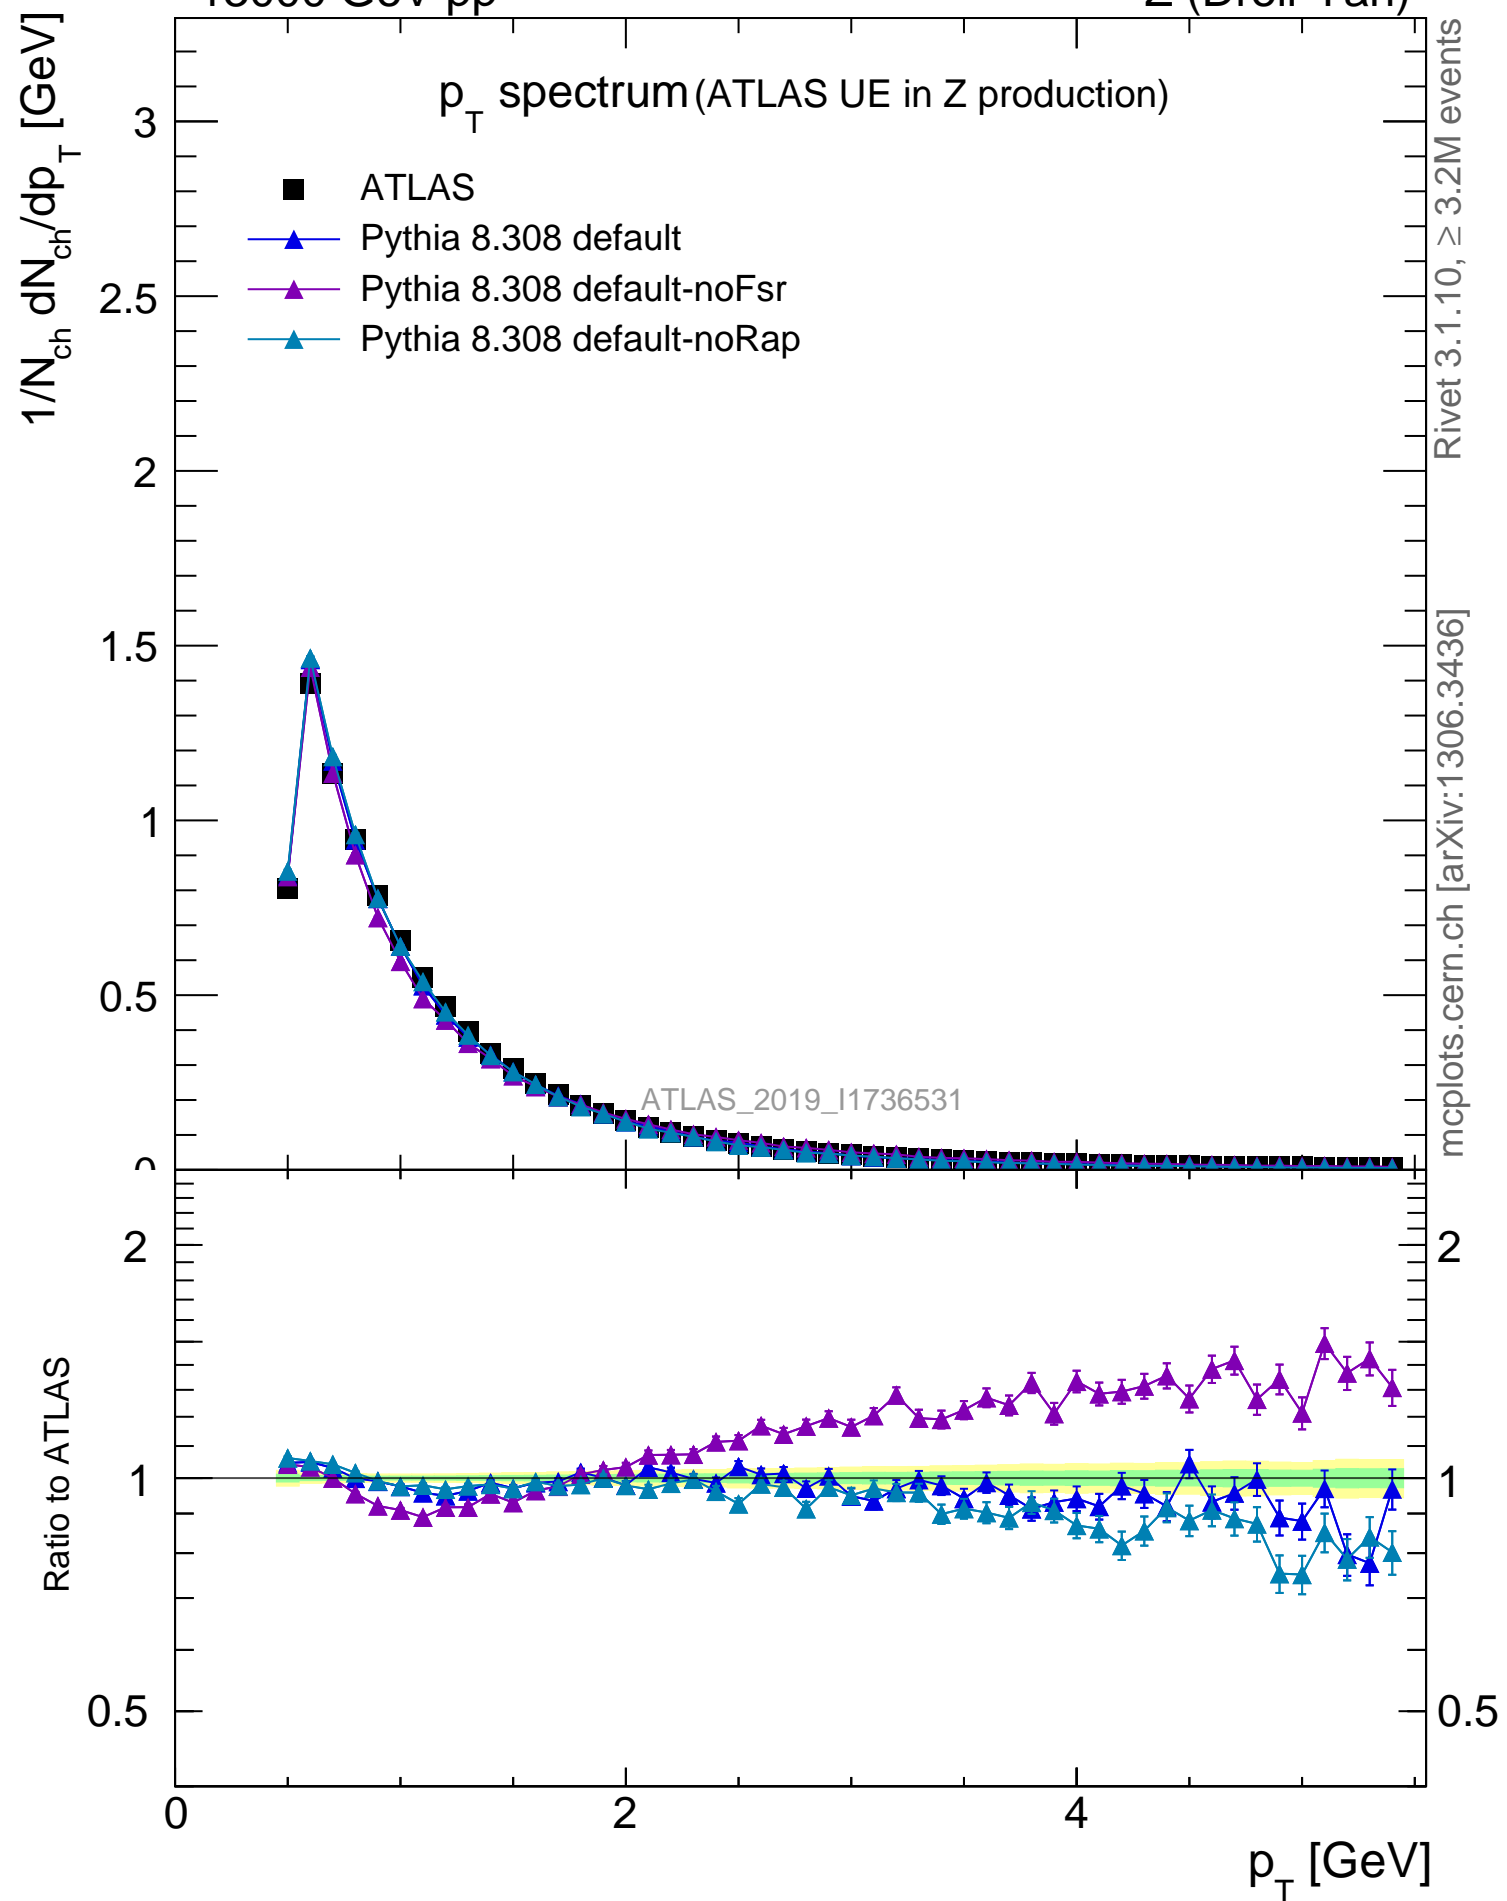 pp
p_T spectrum (ATLAS UE in Z production)
1/N_ch dN_ch/dp_T [GeV]
ATLAS
Pythia 8.308 default
Pythia 8.308 default-noFsr
Pythia 8.308 default-noRap
3
2.5
2
1.5
1
0.5
ATLAS_2019_I1736531
Rivet 3.1.10, ≥ 3.2M events
mcplots.cern.ch [arXiv:1306.3436]
Ratio to ATLAS
2
1
0.5
2
1
0.5
0
2
4
p_T [GeV]